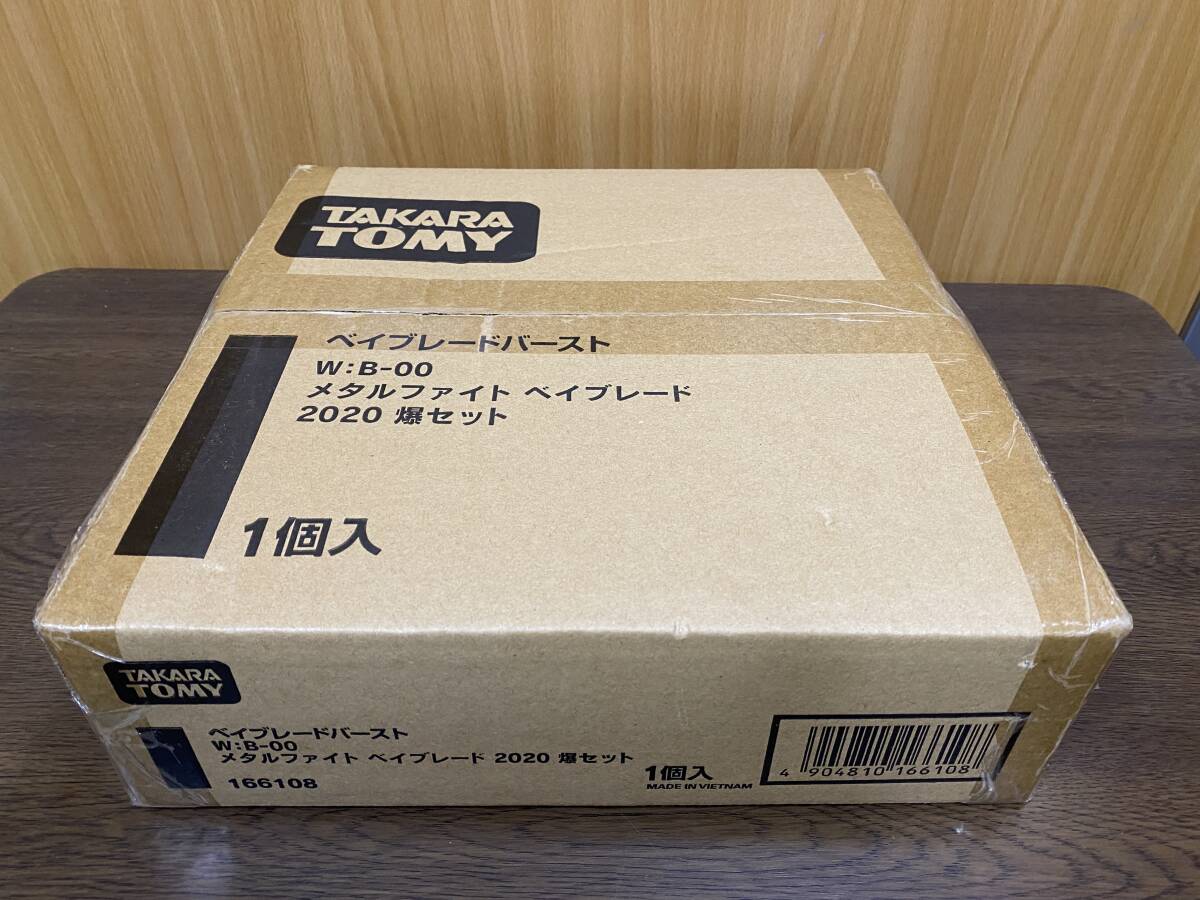 TAKARA
TOMY
ベイブレードバースト
W:B-00
メタルファイト ベイブレード
2020 爆セット
1個入
TAKARA
TOMY
ベイブレードバースト
W:B-00
メタルファイト ベイブレード 2020 爆セット
166108
1個入
MADE IN VIETNAM
4 904810 166108